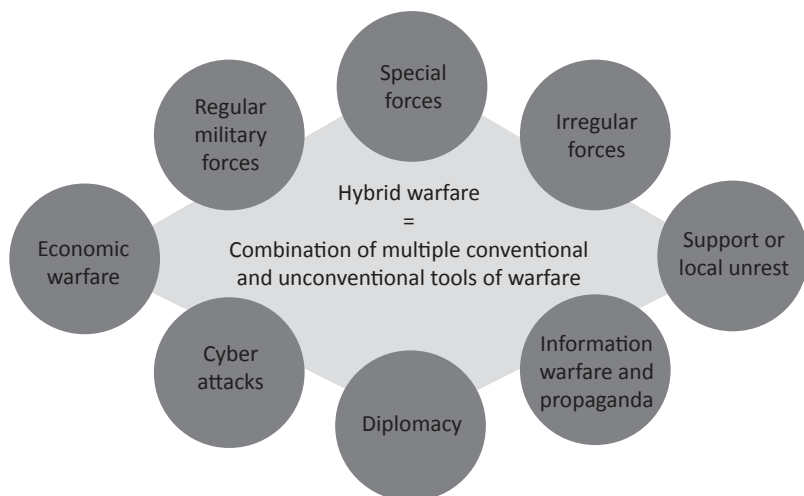 Special
forces
Regular
military
forces
Irregular
forces
Hybrid warfare
=
Combination of multiple conventional
and unconventional tools of warfare
Economic
warfare
Support or
local unrest
Cyber
attacks
Information
warfare and
propaganda
Diplomacy